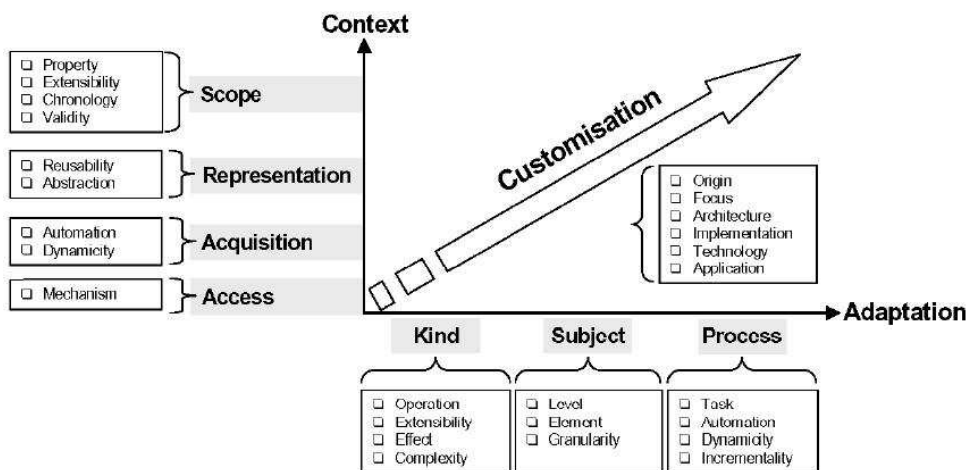 Context
Property
Extensibility
Chronology
Validity
Scope
Reusability
Abstraction
Representation
Automation
Dynamicity
Acquisition
Mechanism
Access
Customisation
Origin
Focus
Architecture
Implementation
Technology
Application
Adaptation
Kind
Subject
Process
Operation
Extensibility
Effect
Complexity
Level
Element
Granularity
Task
Automation
Dynamicity
Incrementality